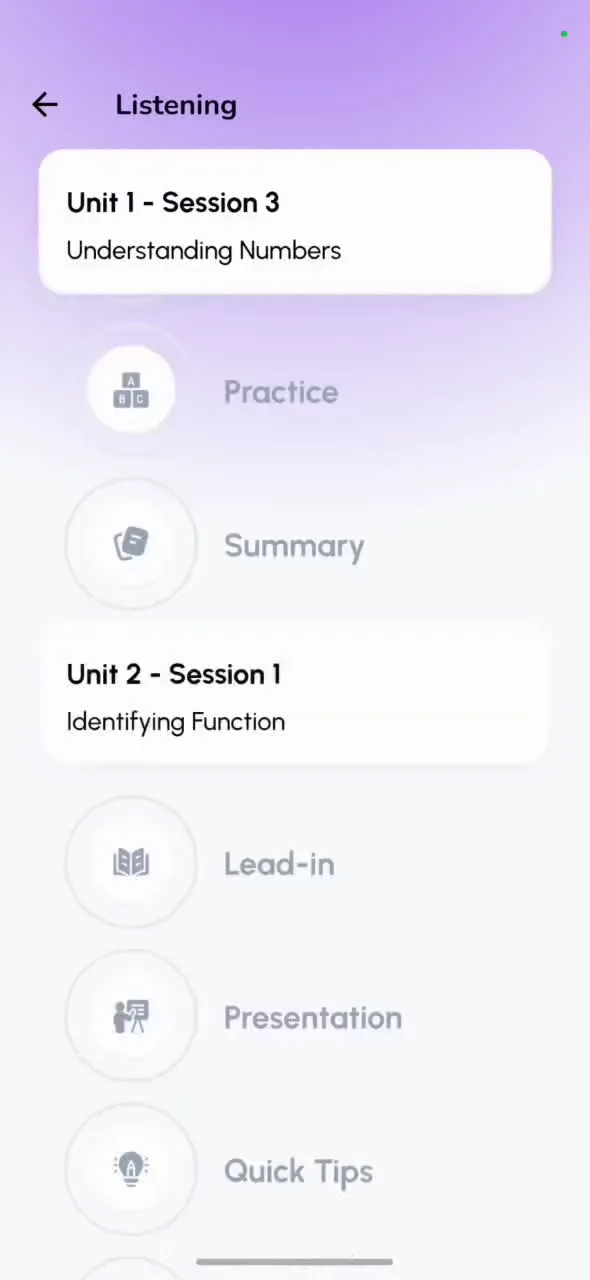 Listening
Unit 1 - Session 3
Understanding Numbers
A
B C
Practice
Summary
Unit 2 - Session 1
Identifying Function
Lead-in
Presentation
A
Quick Tips